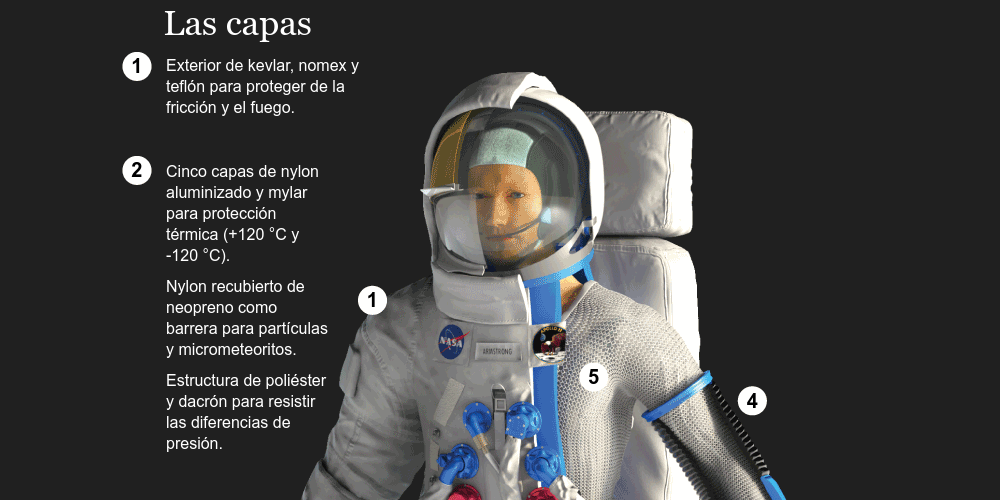 Las capas
1
Exterior de kevlar, nomex y
teflón para proteger de la
fricción y el fuego.
2
Cinco capas de nylon
aluminizado y mylar
para protección
térmica (+120 °C y
-120 °C).
Nylon recubierto de
neopreno como
barrera para partículas
y micrometeoritos.
Estructura de poliéster
y dacrón para resistir
las diferencias de
presión.
1
NASA
ARMSTRONG
APOLLO 11
5
4